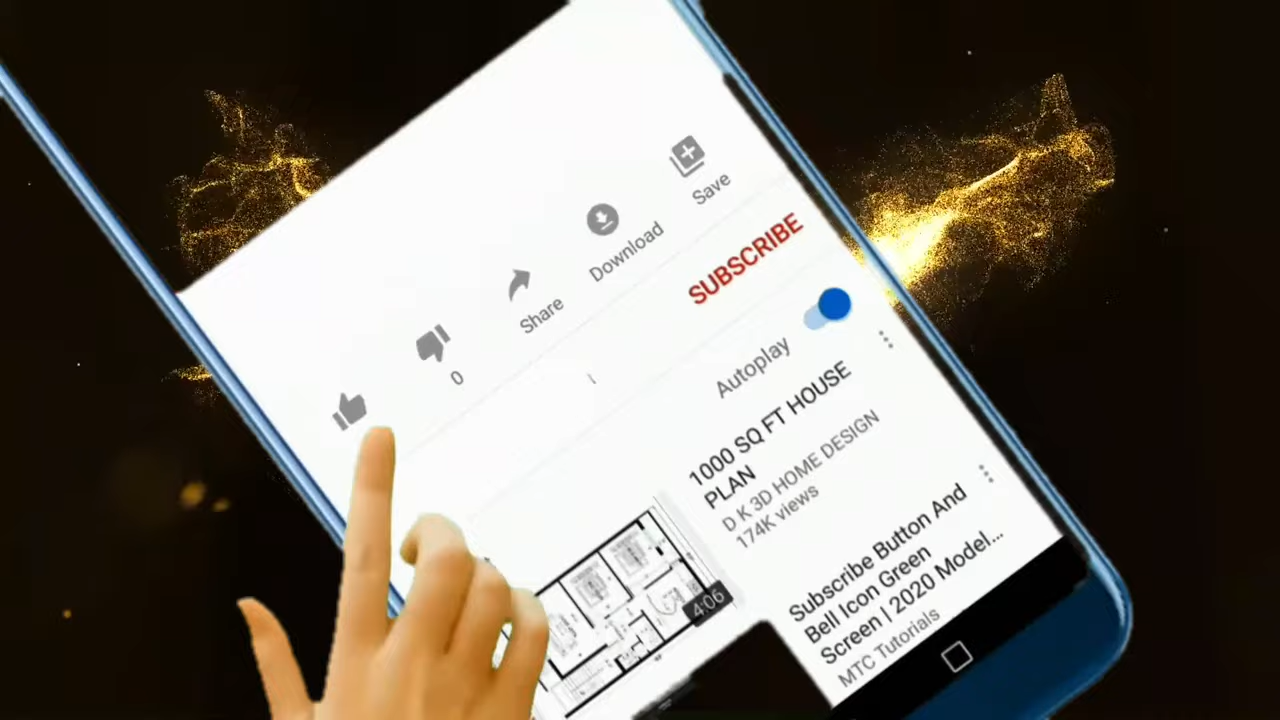 0
Share
Download
Save
SUBSCRIBE
Autoplay
1000 SQ FT HOUSE
PLAN
D K 3D HOME DESIGN
174K views
4:06
Subscribe Button And
Bell Icon Green
Screen | 2020 Model...
MTC Tutorials